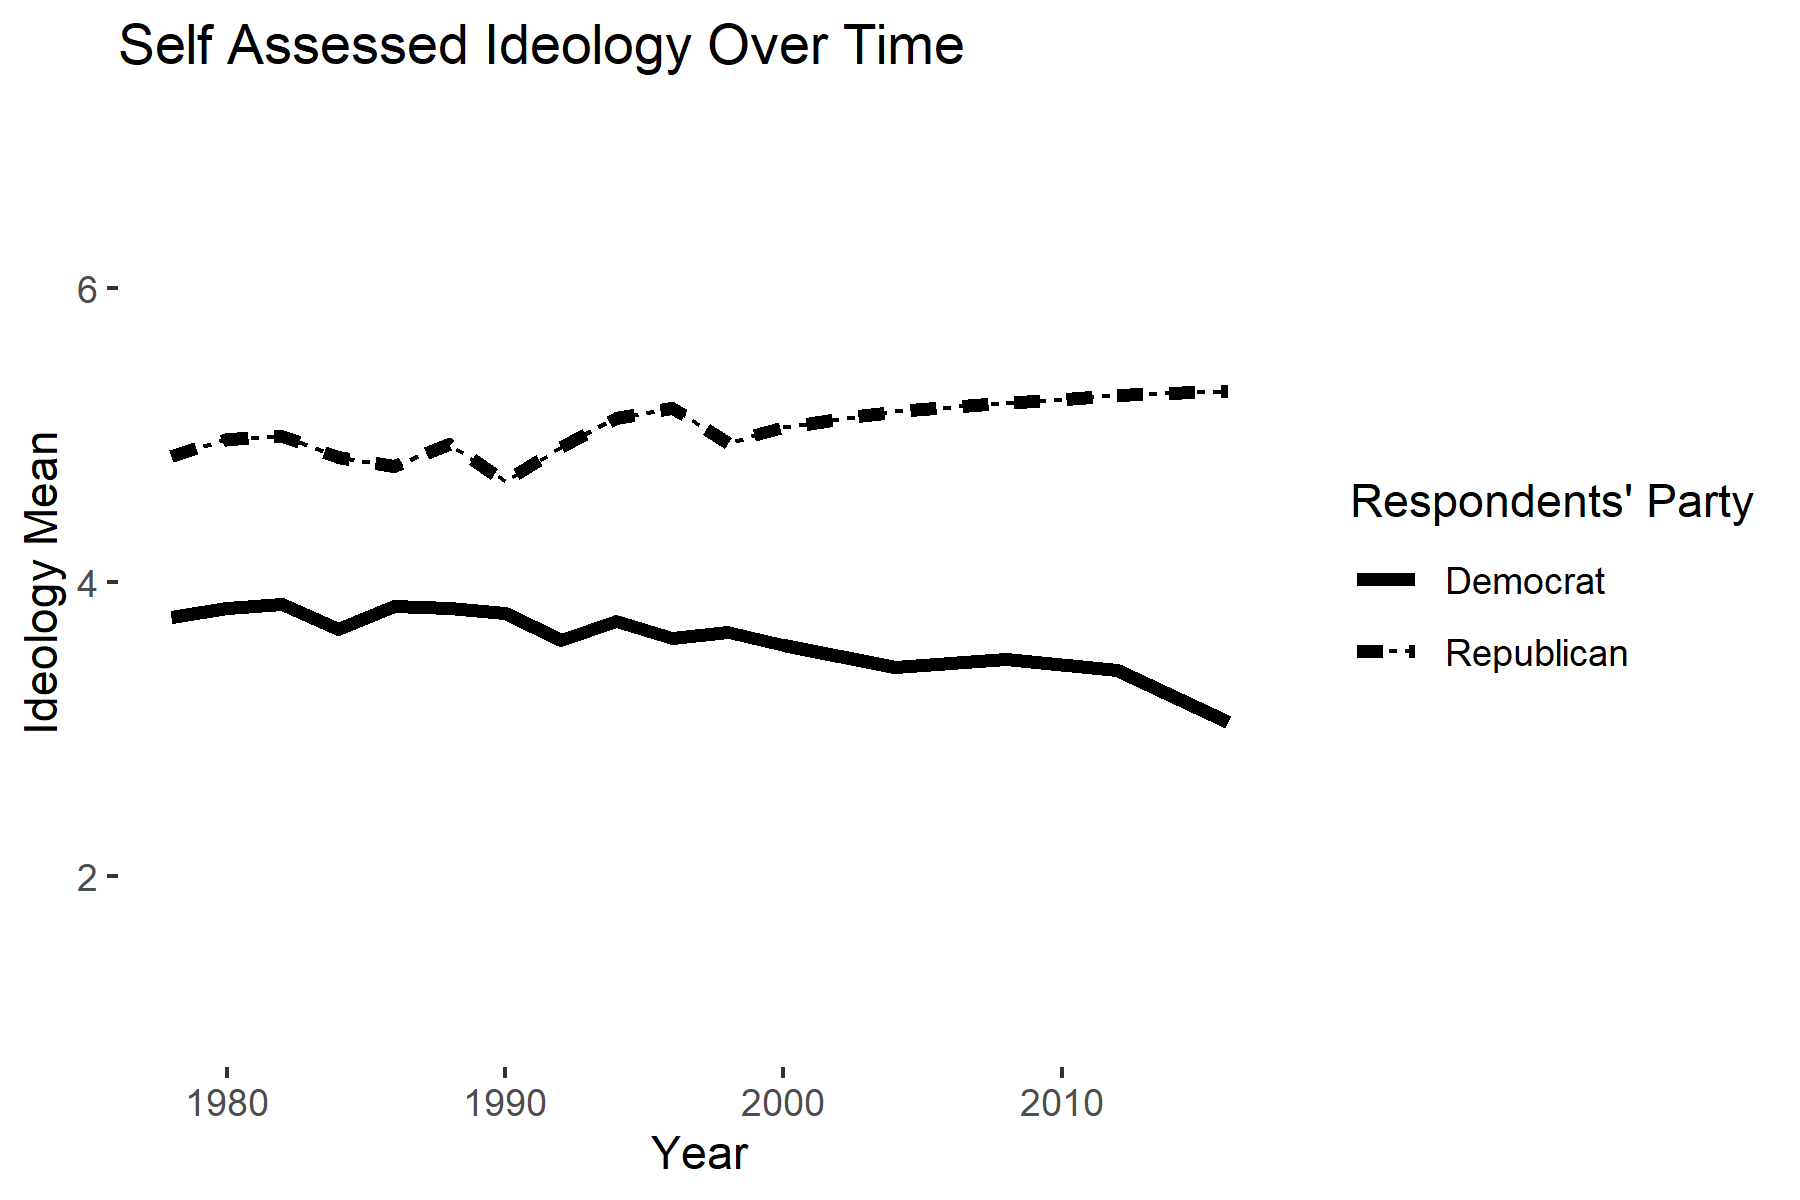 Self Assessed Ideology Over Time
Ideology Mean
6
4
2
1980
1990
2000
2010
Year
Respondents' Party
Democrat
Republican